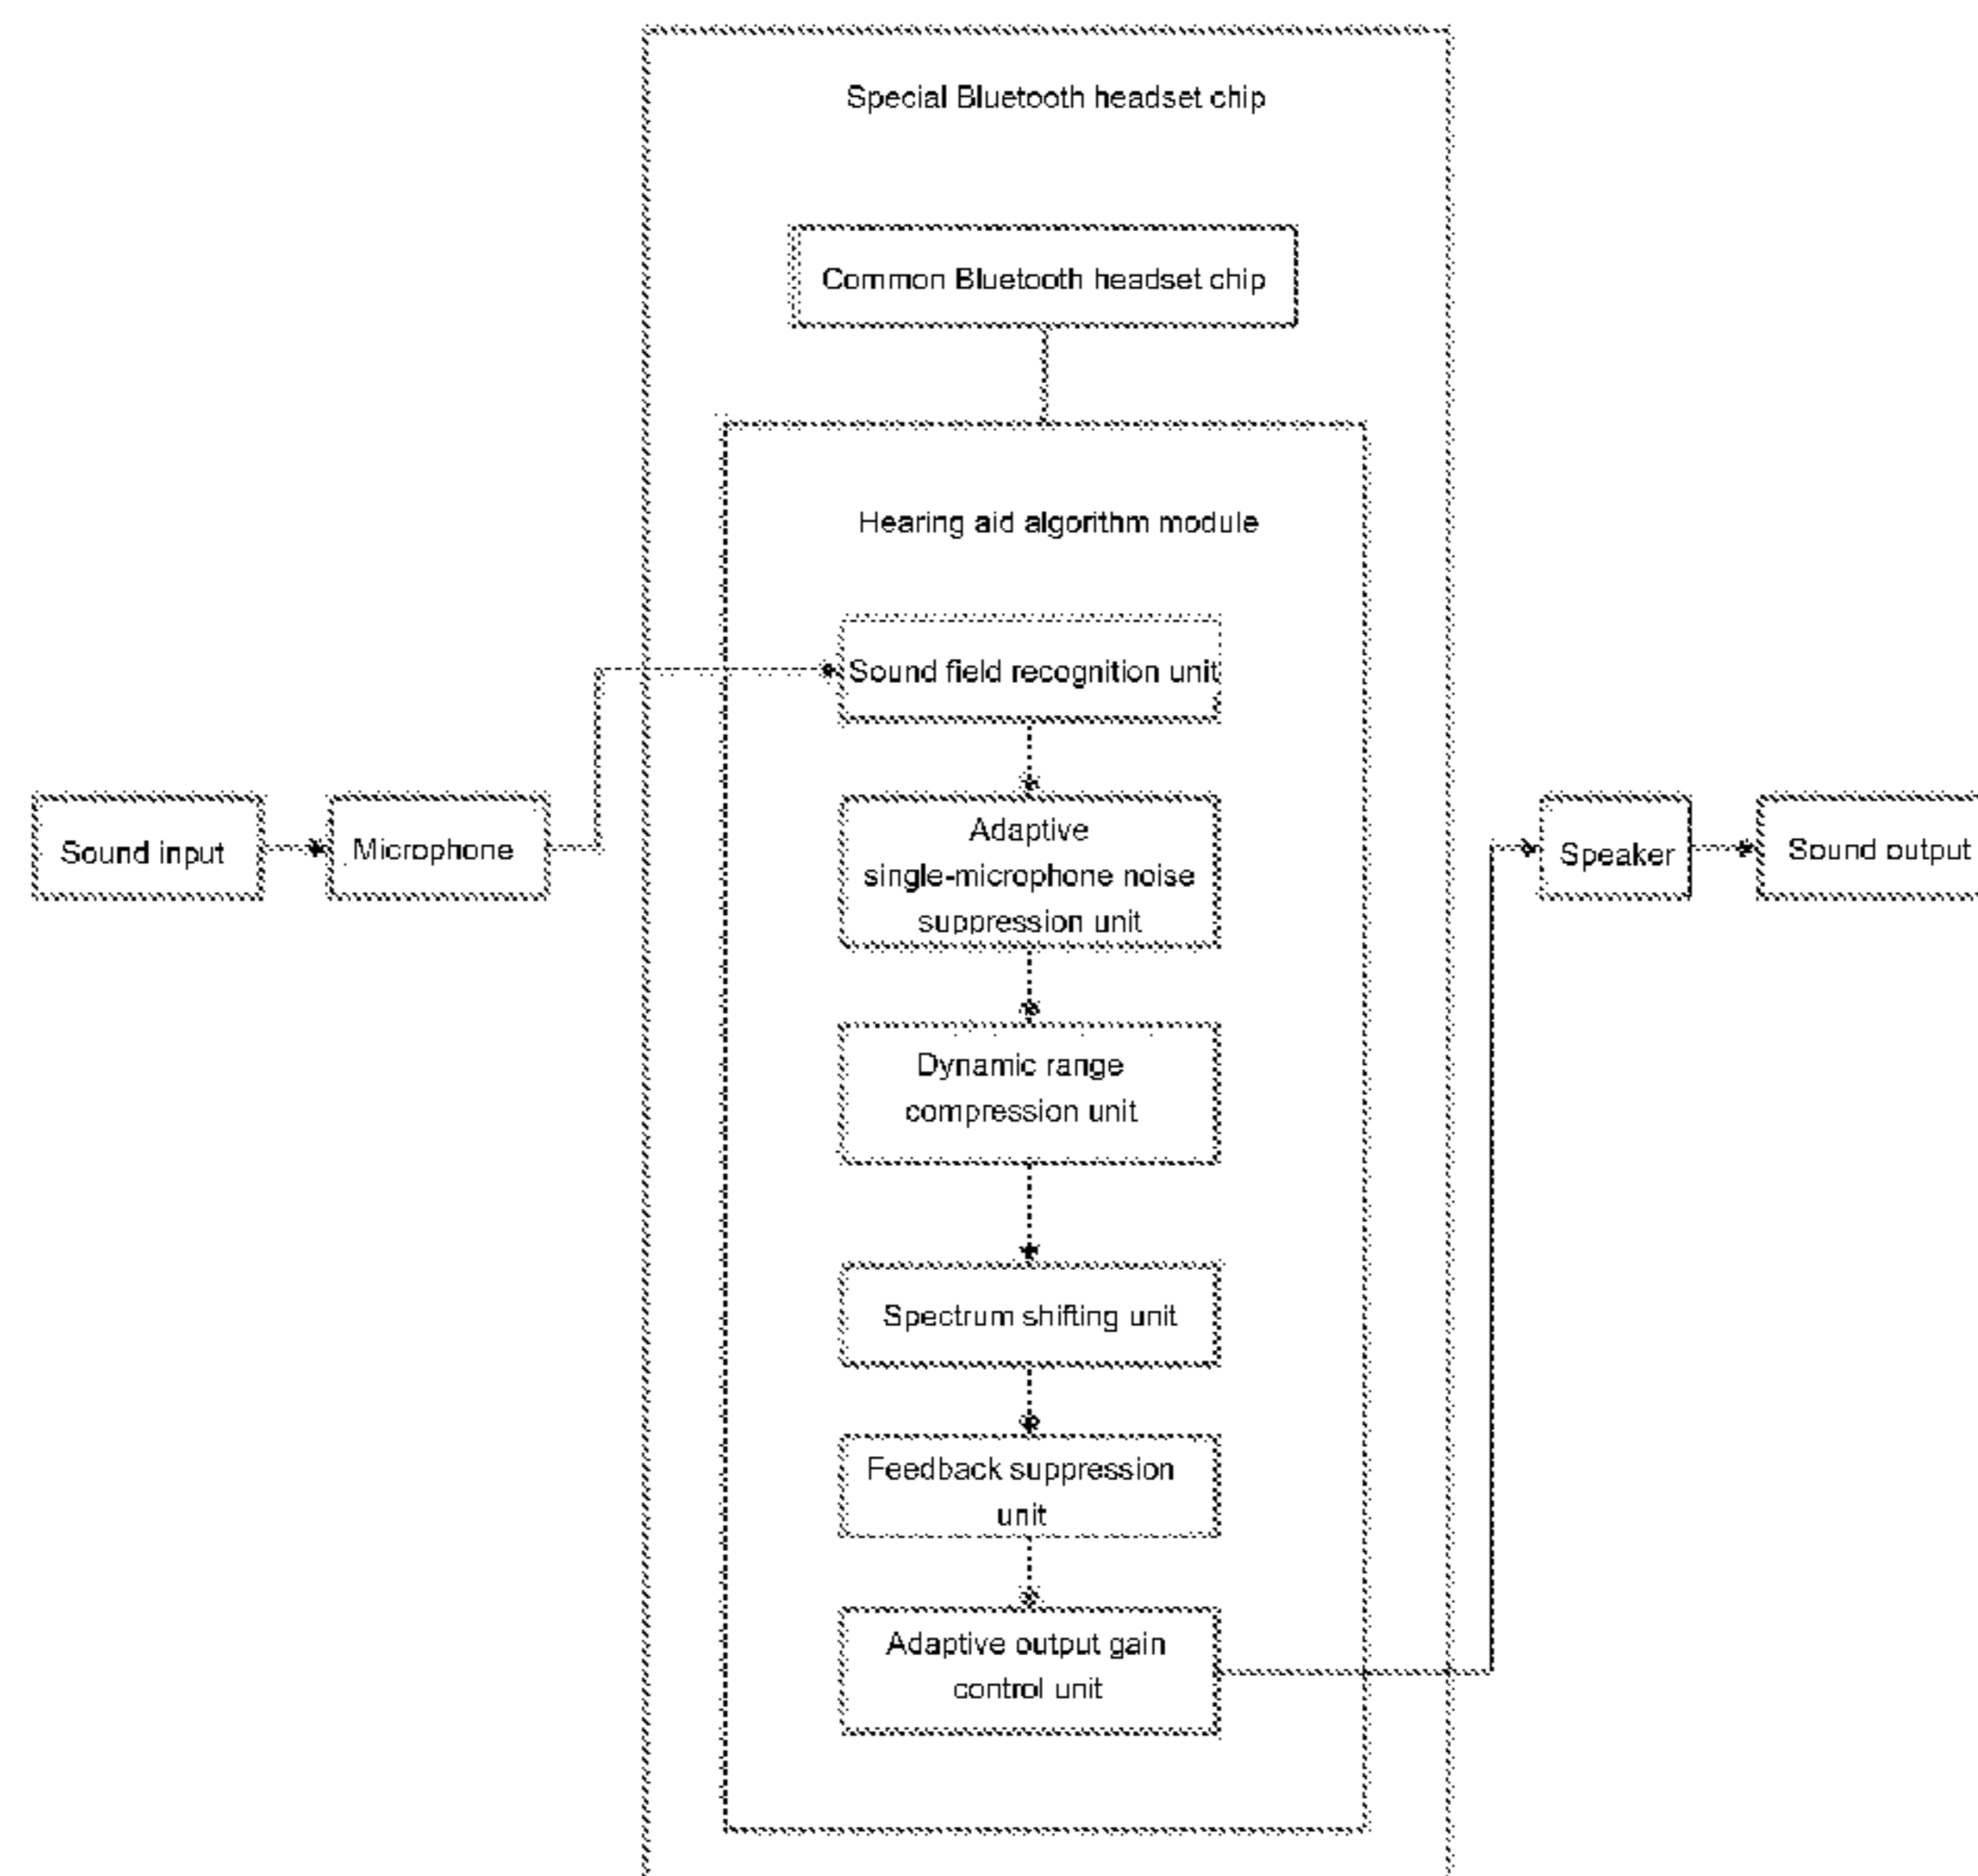 Special Bluetooth headset chip
Common Bluetooth headset chip
Hearing aid algorithm module
Sound field recognition unit
Sound input
Microphone
Adaptive
single-microphone noise
suppression unit
Speaker
Sound output
Dynamic range
compression unit
Spectrum shifting unit
Feedback suppression
unit
Adaptive output gain
control unit